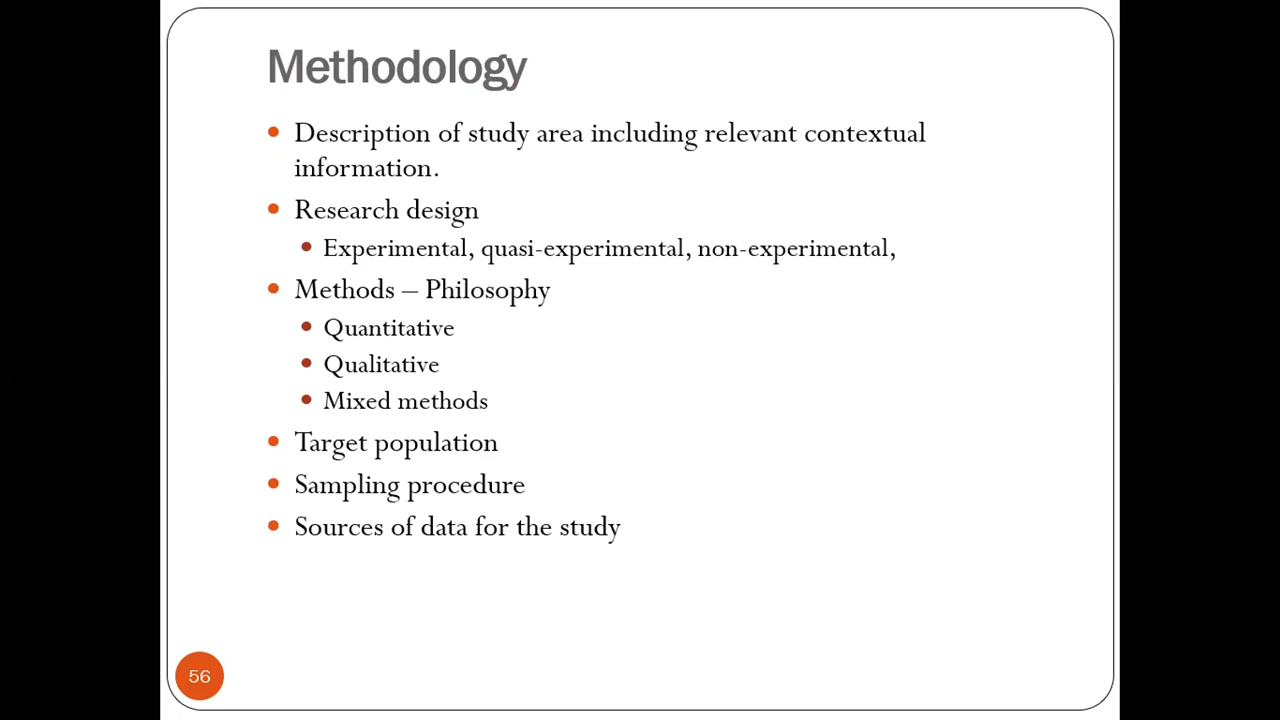 Methodology
• Description of study area including relevant contextual
information.
• Research design
• Experimental, quasi-experimental, non-experimental,
• Methods – Philosophy
• Quantitative
• Qualitative
• Mixed methods
• Target population
• Sampling procedure
• Sources of data for the study
56